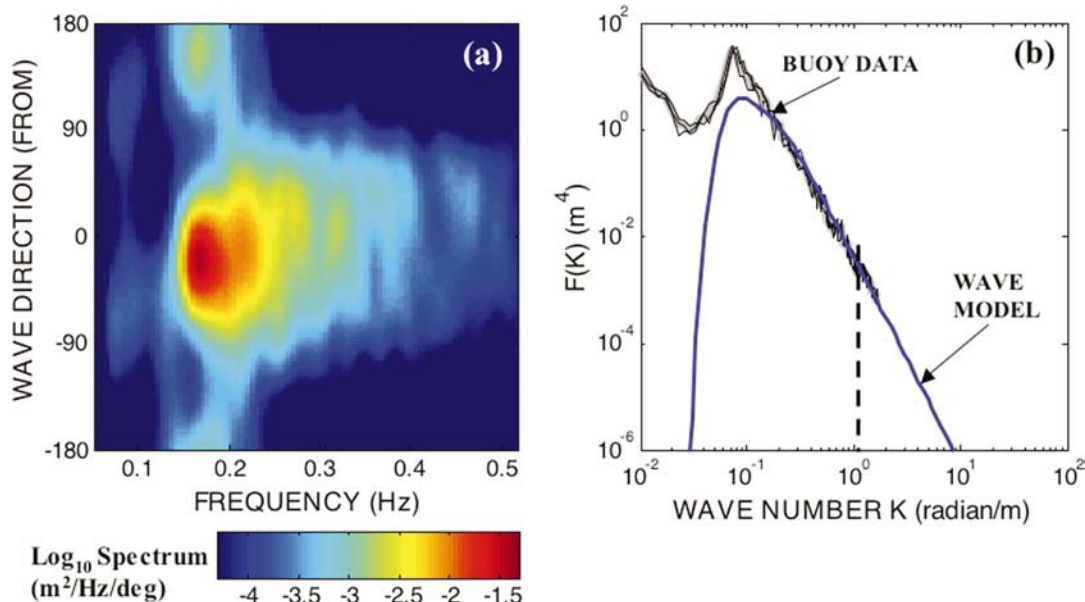 180
90
0
-90
-180
WAVE DIRECTION (FROM)
(a)
0.1 0.2 0.3 0.4 0.5
FREQUENCY (Hz)
Log10 Spectrum
(m2/Hz/deg)
-4 -3.5 -3 -2.5 -2 -1.5
(b)
BUOY DATA
WAVE
MODEL
F(K) (m4)
102
100
10-2
10-4
10-6
10-2 10-1 100 101 102
WAVE NUMBER K (radian/m)